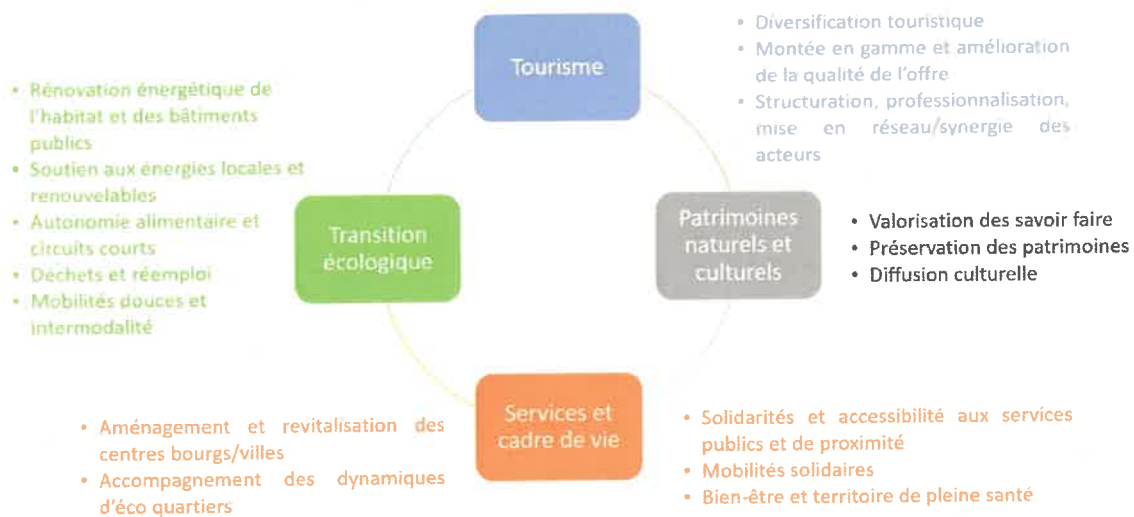 Tourisme
• Diversification touristique
• Montée en gamme et amélioration
de la qualité de l'offre
• Structuration, professionnalisation,
mise en réseau/synergie des
acteurs
• Rénovation énergétique de
l'habitat et des bâtiments
publics
• Soutien aux énergies locales et
renouvelables
• Autonomie alimentaire et
circuits courts
• Déchets et réemploi
• Mobilités douces et
intermodalité
Transition
écologique
Patrimoines
naturels et
culturels
• Valorisation des savoir faire
• Préservation des patrimoines
• Diffusion culturelle
Services et
cadre de vie
• Aménagement et revitalisation des
centres bourgs/villes
• Accompagnement des dynamiques
d'éco quartiers
• Solidarités et accessibilité aux services
publics et de proximité
• Mobilités solidaires
• Bien-être et territoire de pleine santé